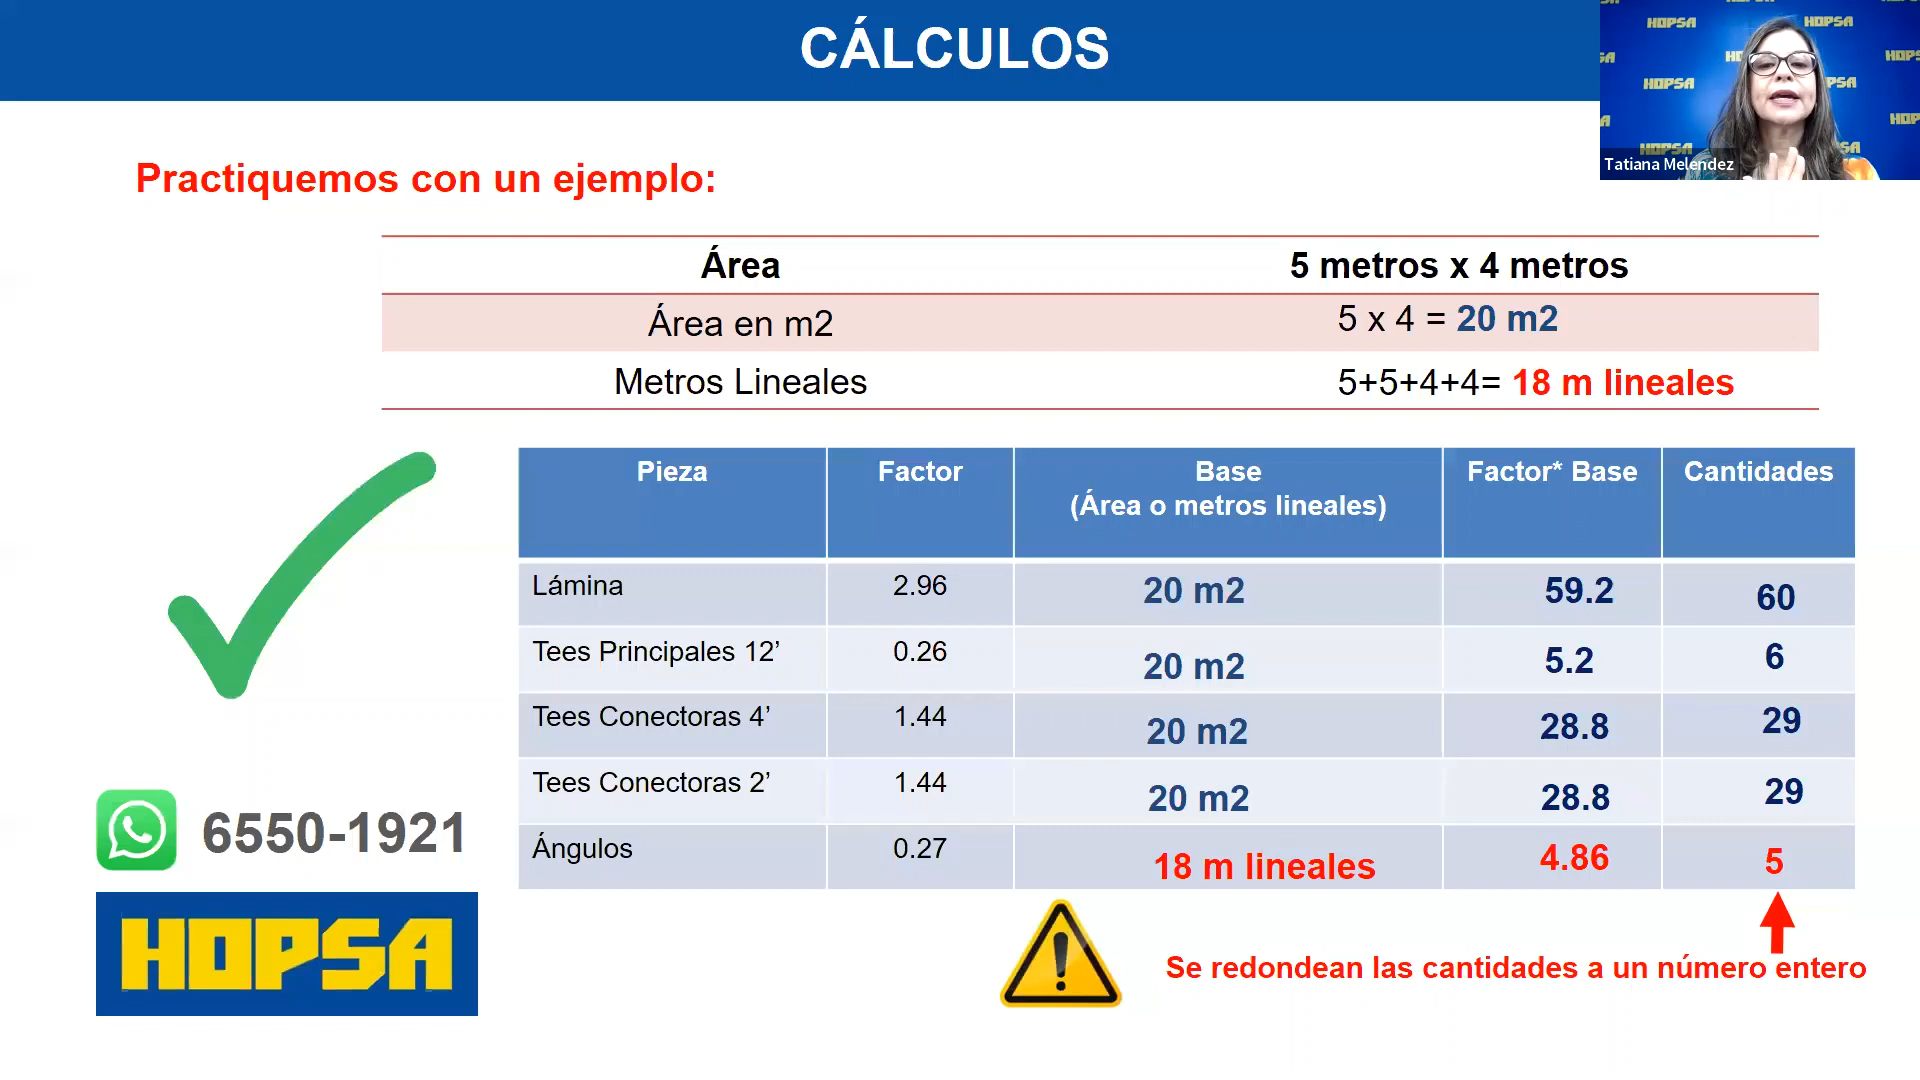 CÁLCULOS
HOPSA HOPSA
HOPSA
HOPSA
Tatiana Melendez
Practiquemos con un ejemplo:
Área 5 metros x 4 metros
Área en m2 5 x 4 = 20 m2
Metros Lineales 5+5+4+4= 18 m lineales
Pieza Factor Base Factor* Base Cantidades
(Área o metros lineales)
Lámina 2.96 20 m2 59.2 60
Tees Principales 12’ 0.26 20 m2 5.2 6
Tees Conectoras 4’ 1.44 20 m2 28.8 29
Tees Conectoras 2’ 1.44 20 m2 28.8 29
Ángulos 0.27 18 m lineales 4.86 5
6550-1921
HOPSA
Se redondean las cantidades a un número entero